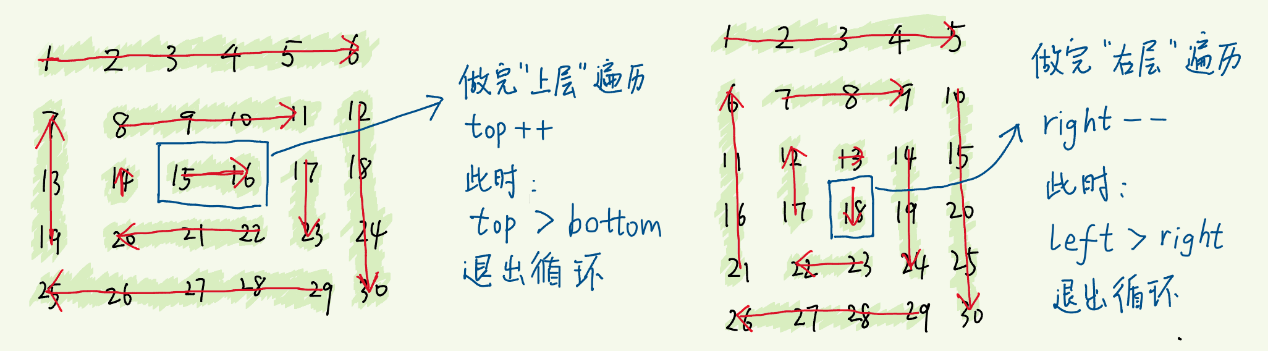 1 2 3 4 5 6
7 8 9 10 11 12
13 14 15 16 17 18
19 20 21 22 23 24
25 26 27 28 29 30
做完"上层"遍历
top ++
此时:
top > bottom
退出循环
1 2 3 4 5
6 7 8 9 10
11 12 13 14 15
16 17 18 19 20
21 22 23 24 25
26 27 28 29 30
做完"右层"遍历
right --
此时:
left > right
退出循环